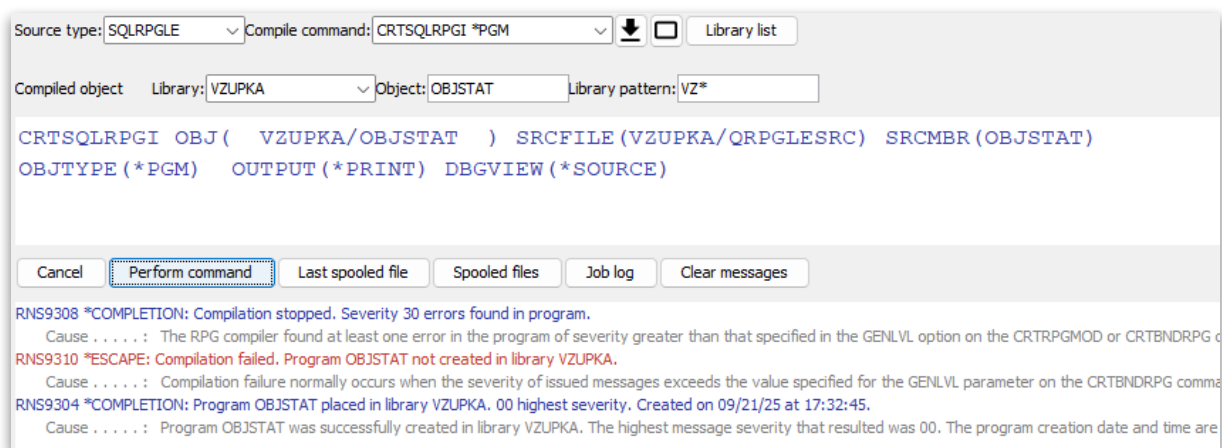 Source type: SQLRPGLE Compile command: CRTSQLRPGI *PGM Library list
Compiled object Library: VZUPKA Object: OBJSTAT Library pattern: VZ*
CRTSQLRPGI OBJ(  VZUPKA/OBJSTAT  ) SRCFILE(VZUPKA/QRPGLESRC) SRCMBR(OBJSTAT)
OBJTYPE(*PGM)  OUTPUT(*PRINT) DBGVIEW(*SOURCE)
Cancel Perform command Last spooled file Spooled files Job log Clear messages
RNS9308 *COMPLETION: Compilation stopped. Severity 30 errors found in program.
Cause . . . . . : The RPG compiler found at least one error in the program of severity greater than that specified in the GENLVL option on the CRTRPGMOD or CRTBNDRPG
RNS9310 *ESCAPE: Compilation failed. Program OBJSTAT not created in library VZUPKA.
Cause . . . . . : Compilation failure normally occurs when the severity of issued messages exceeds the value specified for the GENLVL parameter on the CRTBNDRPG comma
RNS9304 *COMPLETION: Program OBJSTAT placed in library VZUPKA. 00 highest severity. Created on 09/21/25 at 17:32:45.
Cause . . . . . : Program OBJSTAT was successfully created in library VZUPKA. The highest message severity that resulted was 00. The program creation date and time are